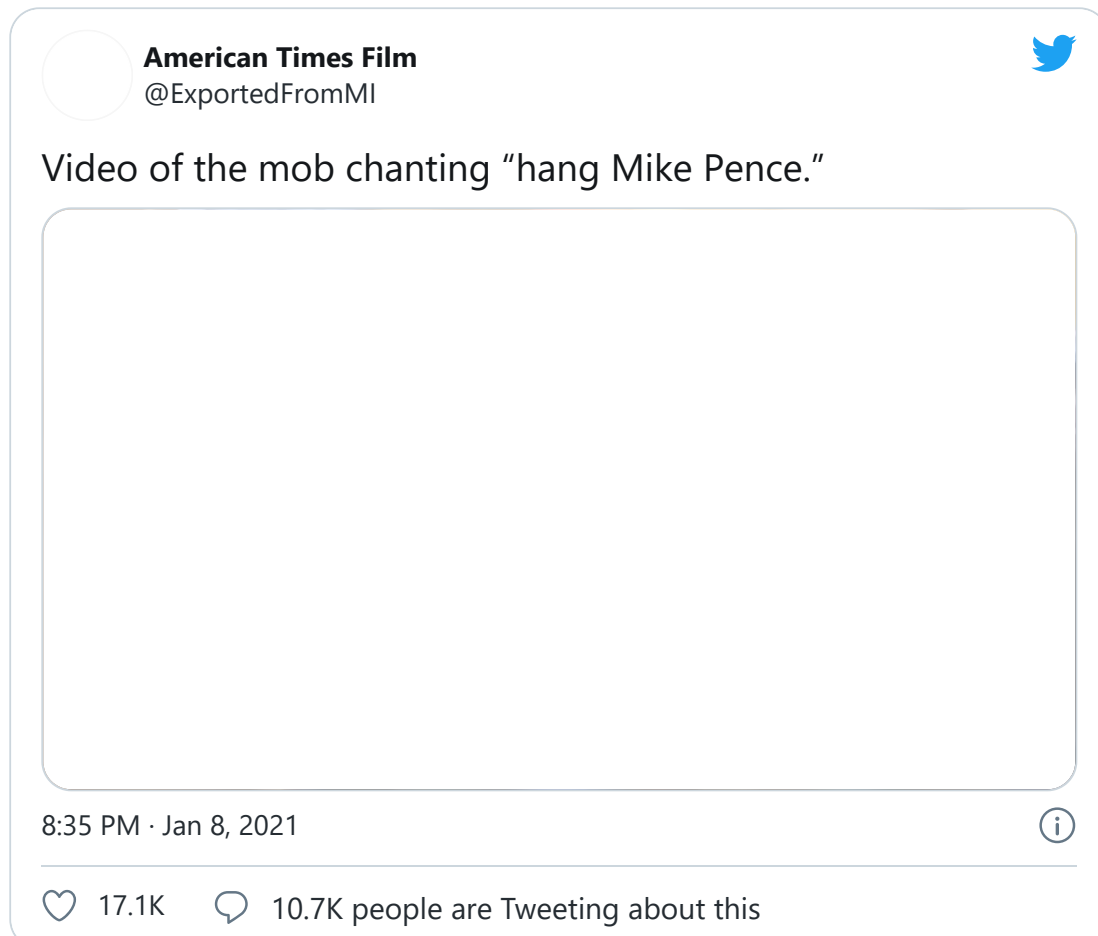 American Times Film
@ExportedFromMI
Video of the mob chanting “hang Mike Pence.”
8:35 PM · Jan 8, 2021
17.1K 10.7K people are Tweeting about this